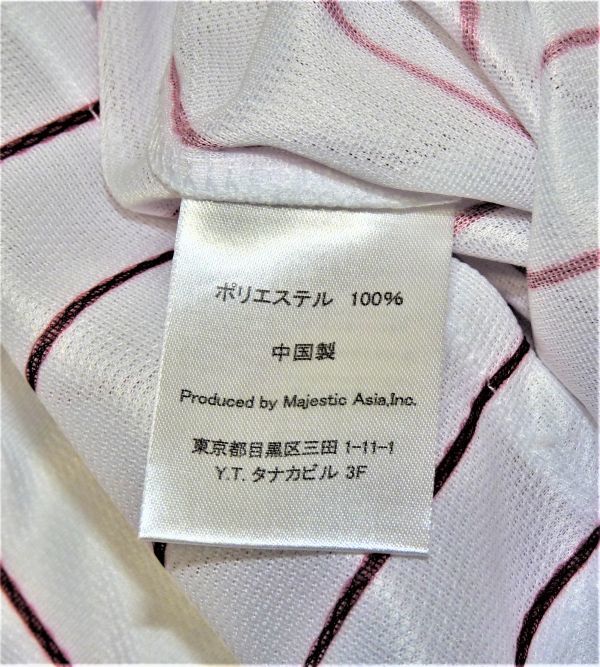 ポリエステル 100%
中国製
Produced by Majestic Asia,Inc.
東京都目黒区三田 1-11-1
Y.T. タナカビル 3F